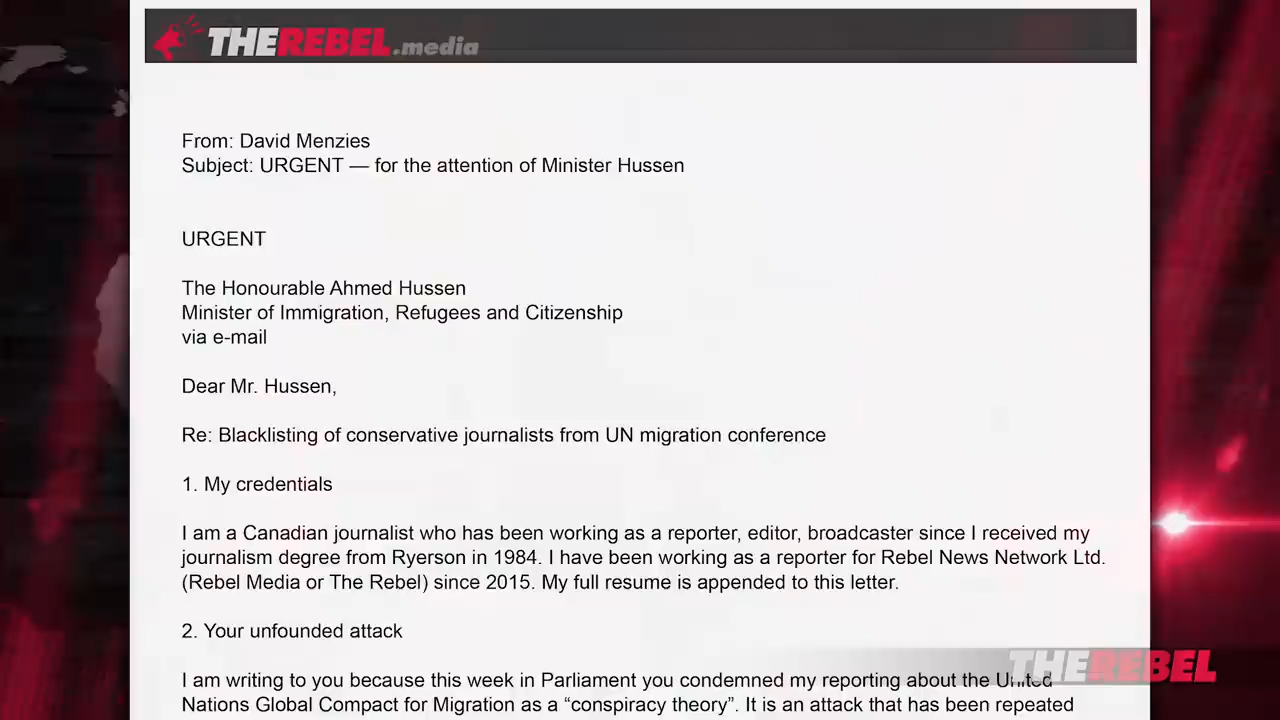 THEREBEL.media
From: David Menzies
Subject: URGENT — for the attention of Minister Hussen
URGENT
The Honourable Ahmed Hussen
Minister of Immigration, Refugees and Citizenship
via e-mail
Dear Mr. Hussen,
Re: Blacklisting of conservative journalists from UN migration conference
1. My credentials
I am a Canadian journalist who has been working as a reporter, editor, broadcaster since I received my
journalism degree from Ryerson in 1984. I have been working as a reporter for Rebel News Network Ltd.
(Rebel Media or The Rebel) since 2015. My full resume is appended to this letter.
2. Your unfounded attack
I am writing to you because this week in Parliament you condemned my reporting about the United
Nations Global Compact for Migration as a “conspiracy theory”. It is an attack that has been repeated
THEREBEL